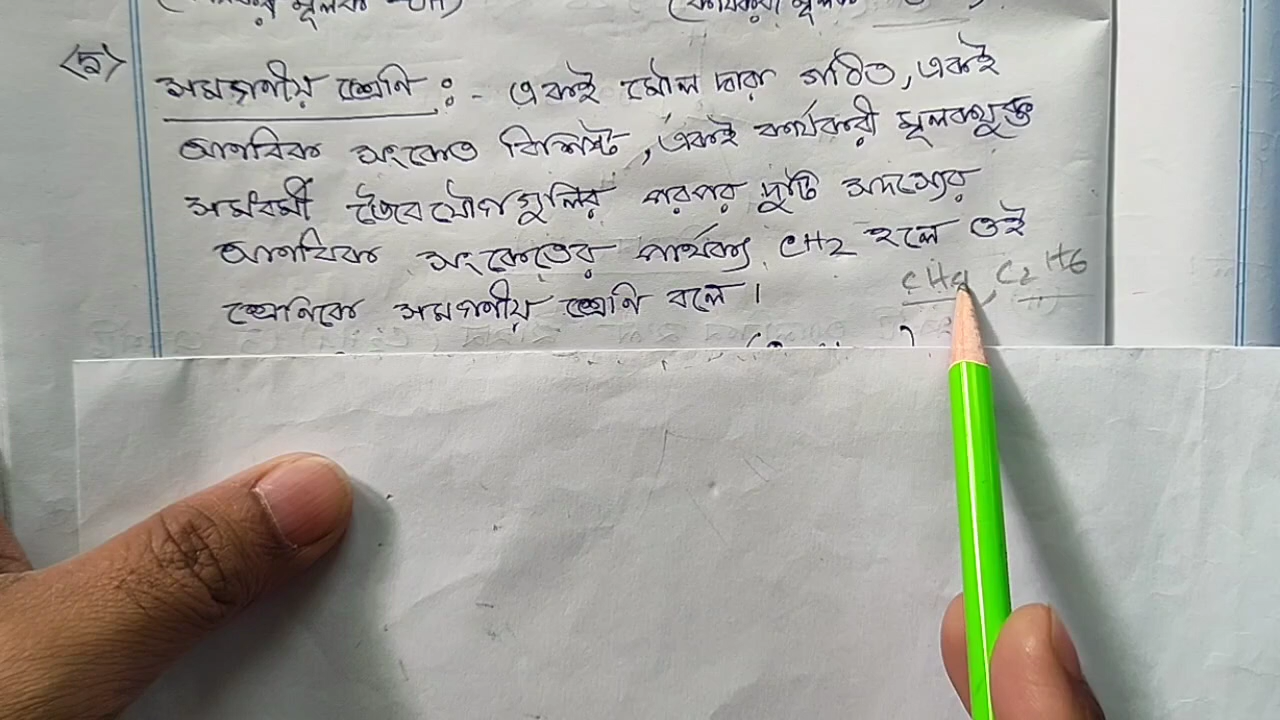 <৯> সমগণীয় শ্রেণি :- একই মৌল দ্বারা গঠিত, একই
আণবিক সংকেত বিশিষ্ট, একই কার্যকরী মূলকযুক্ত
সমধর্মী জৈব যৌগগুলির পরপর দুটি সদস্যের
আণবিক সংকেতের পার্থক্য CH2 হলে ওই
শ্রেণিকে সমগণীয় শ্রেণি বলে।
CH4, C2H6